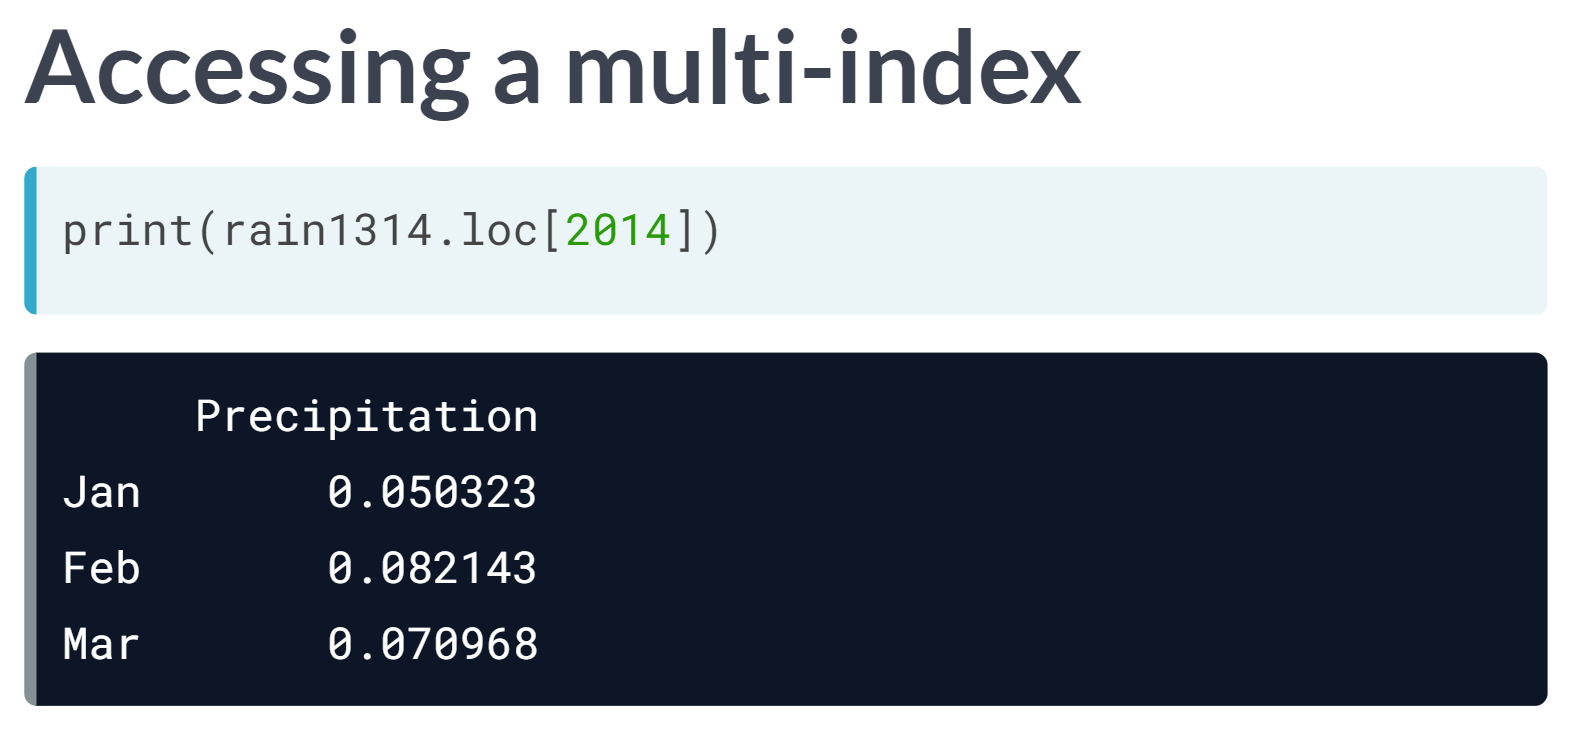 Accessing a multi-index
print(rain1314.loc[2014])
     Precipitation
Jan       0.050323
Feb       0.082143
Mar       0.070968